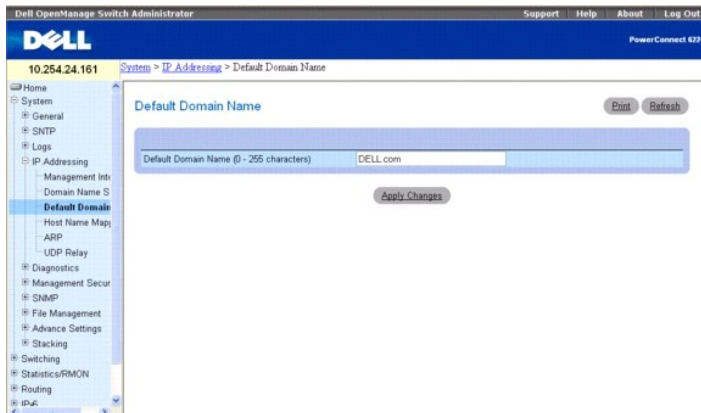 Dell OpenManage Switch Administrator
Support Help About Log Out
DELL
PowerConnect 622
10.254.24.161
System > IP Addressing > Default Domain Name
Home
System
General
SNTP
Logs
IP Addressing
Management Inte
Domain Name S
Default Domain
Host Name Mapp
ARP
UDP Relay
Diagnostics
Management Secur
SNMP
File Management
Advance Settings
Stacking
Switching
Statistics/RMON
Routing
IPv6
Default Domain Name
Print Refresh
Default Domain Name (0 - 255 characters) DELL.com
Apply Changes